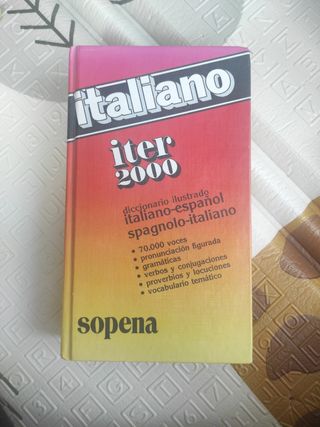 italiano
iter
2000
diccionario ilustrado
italiano-español
spagnolo-italiano
• 70.000 voces
• pronunciación figurada
• gramáticas
• verbos y conjugaciones
• proverbios y locuciones
• vocabulario temático
sopena